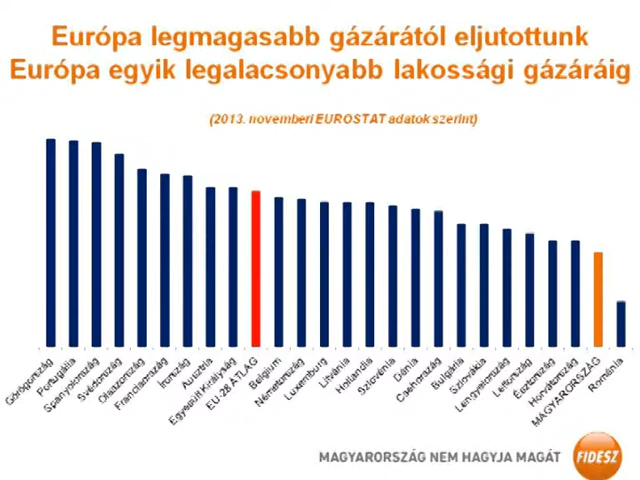 Európa legmagasabb gázárától eljutottunk
Európa egyik legalacsonyabb lakossági gázáráig
(2013. novemberi EUROSTAT adatok szerint)
Görögország
Portugália
Spanyolország
Svédország
Olaszország
Franciaország
Írország
Ausztria
Egyesült Királyság
EU-28 ÁTLAG
Belgium
Németország
Luxemburg
Litvánia
Hollandia
Szlovénia
Dánia
Csehország
Bulgária
Szlovákia
Lengyelország
Lettország
Észtország
Horvátország
MAGYARORSZÁG
Románia
MAGYARORSZÁG NEM HAGYJA MAGÁT
FIDESZ